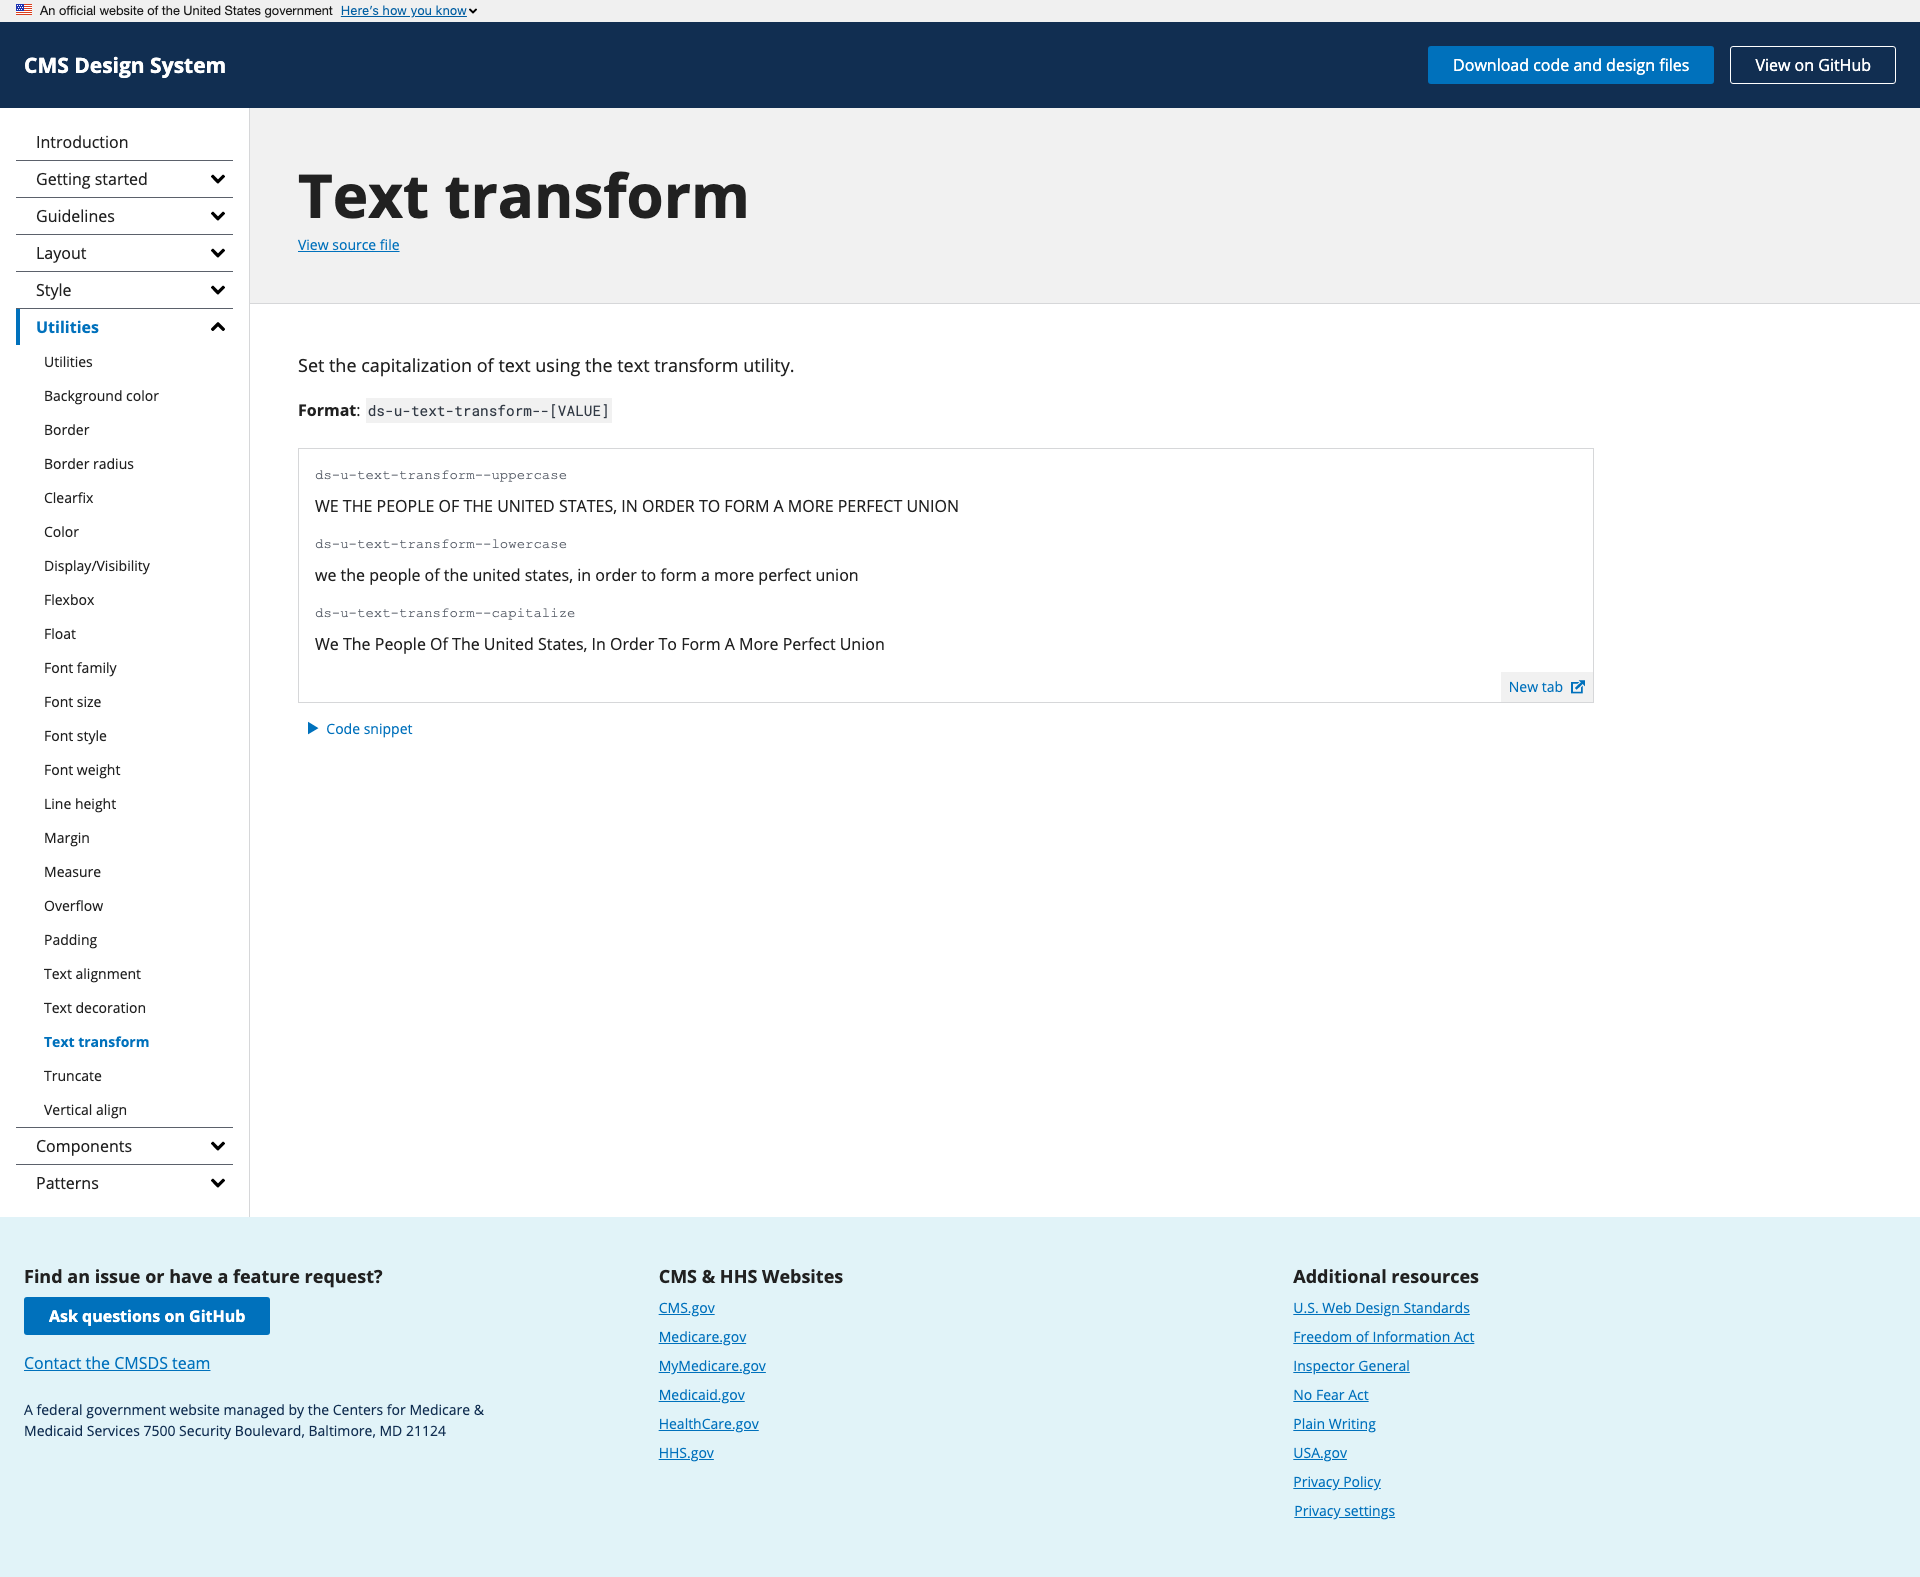 An official website of the United States government Here's how you know
CMS Design System
Download code and design files
View on GitHub
Introduction
Getting started
Guidelines
Layout
Style
Utilities
Utilities
Background color
Border
Border radius
Clearfix
Color
Display/Visibility
Flexbox
Float
Font family
Font size
Font style
Font weight
Line height
Margin
Measure
Overflow
Padding
Text alignment
Text decoration
Text transform
Truncate
Vertical align
Components
Patterns
Text transform
View source file
Set the capitalization of text using the text transform utility.
Format: ds-u-text-transform--[VALUE]
ds-u-text-transform--uppercase
WE THE PEOPLE OF THE UNITED STATES, IN ORDER TO FORM A MORE PERFECT UNION
ds-u-text-transform--lowercase
we the people of the united states, in order to form a more perfect union
ds-u-text-transform--capitalize
We The People Of The United States, In Order To Form A More Perfect Union
New tab
Code snippet
Find an issue or have a feature request?
Ask questions on GitHub
Contact the CMSDS team
A federal government website managed by the Centers for Medicare &
Medicaid Services 7500 Security Boulevard, Baltimore, MD 21124
CMS & HHS Websites
CMS.gov
Medicare.gov
MyMedicare.gov
Medicaid.gov
HealthCare.gov
HHS.gov
Additional resources
U.S. Web Design Standards
Freedom of Information Act
Inspector General
No Fear Act
Plain Writing
USA.gov
Privacy Policy
Privacy settings